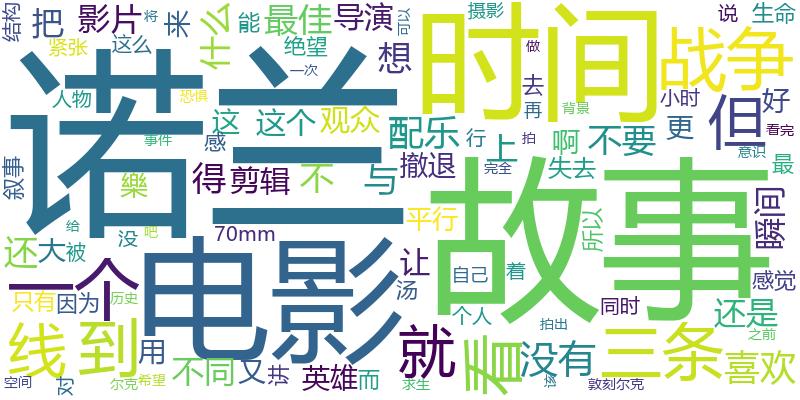 结构
把
影片
来
什么
能
最佳
导演
以
摄影
说
生命
紧张
这么
将
绝望
想
时间
做
战争
人物
恐惧
一次
诺兰
去
再
背景
小时
但
好
这
这个
观众
配乐
行
上
啊
不要
更
看完
叙事
事件
感
樂
得
剪辑
不
与
撤退
拍
完全
失去
意识
最
故事
还
大
被
给
没
吧
70mm
平行
瞬间
所以
一个
电影
让
自己
着
感觉
只有
因为
历史
汤
个人
同时
还是
线
到
用
就
看
拍出
没有
三条
之前
喜欢
空间
对
尔克
希望
不同
又
讲
英雄
而
求生
该
敦刻尔克